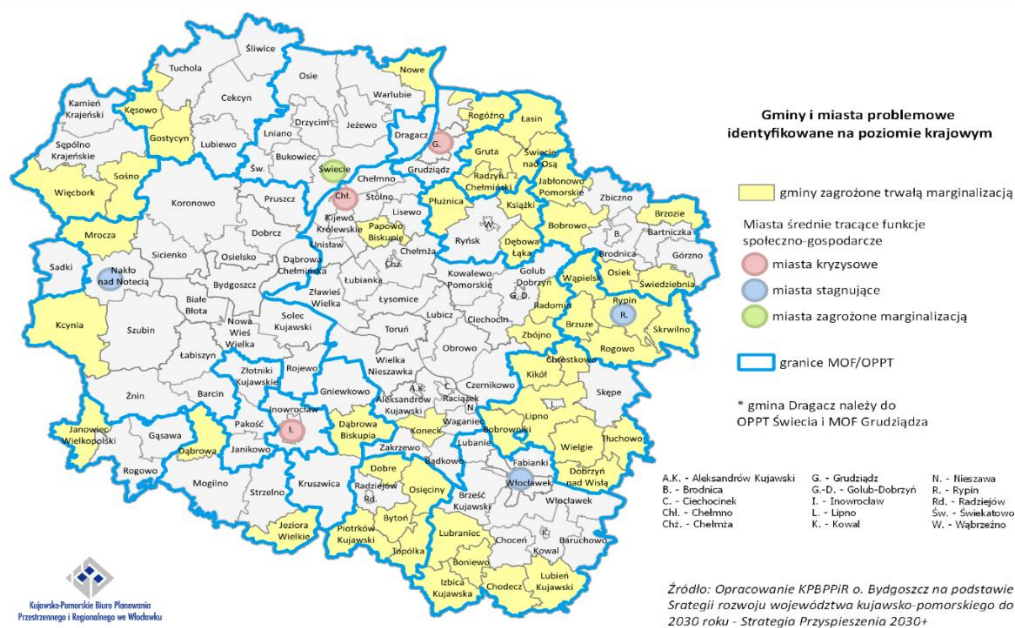 Śliwice
Tuchola
Osie
Nowe
Kamień
Krajeński
Cekcyn
Warlubie
Kęsowo
Rogóźno
Łasin
Gostycyn
Lubiewo
Lniano
Drzycim
Jeżewo
Dragacz
G.
Sępólno
Krajeńskie
Bukowiec
Gruta
Świecie
nad Osą
Sośno
Św.
Świecie
Grudziądz
Radzyń
Chełmiński
Jabłonowo
Pomorskie
Więcbork
Chełmno
Zbiczno
Koronowo
Pruszcz
Chł.
Stólno
Płużnica
Książki
Brzozie
Kijewo
Królewskie
Lisewo
W.
Bobrowo
B.
Bartniczka
Mrocza
Dobrcz
Unisław
Papowo
Biskupie
Ryńsk
Dębowa
Łąka
Brodnica
Górzno
Sadki
Sicienko
Osielsko
Dąbrowa
Chełmińska
Chełmża
Chż.
Golub
Dobrzyń
Wąpielsk
Osiek
Świedziebnia
Nakło
nad Notecią
Łubianka
Kowalewo
Pomorskie
G.-D.
Rypin
R.
Bydgoszcz
Zławieś
Wielka
Łysomice
Radomin
Białe
Błota
Lubicz
Ciechocin
Brzuze
Skrwilno
Kcynia
Solec
Kujawski
Toruń
Zbójno
Rogowo
Szubin
Nowa
Wieś
Wielka
Obrowo
Łabiszyn
Wielka
Nieszawka
Chrostkowo
Złotniki
Kujawskie
Rojewo
Kikół
Żnin
Barcin
Gniewkowo
A.K.
C.
Raciążek
Czernikowo
Skępe
Aleksandrów
Kujawski
N.
L.
Inowrocław
Waganiec
Lipno
Janowiec
Wielkopolski
Gąsawa
Pakość
I.
Dąbrowa
Biskupia
Koneck
Bobrowniki
Dąbrowa
Janikowo
Zakrzewo
Lubanie
Wielgie
Tłuchowo
Rogowo
Bądkowo
Fabianki
Mogilno
Kruszwica
Dobre
Włocławek
Dobrzyń
nad Wisłą
Strzelno
Radziejów
Rd.
Osięciny
Brześć
Kujawski
Włocławek
Jeziora
Wielkie
Bytoń
Piotrków
Kujawski
Lubraniec
Choceń
K.
Kowal
Baruchowo
Topólka
Boniewo
Izbica
Kujawska
Chodecz
Lubień
Kujawski
Gminy i miasta problemowe
identyfikowane na poziomie krajowym
gminy zagrożone trwałą marginalizacją
Miasta średnie tracące funkcje
społeczno-gospodarcze
miasta kryzysowe
miasta stagnujące
miasta zagrożone marginalizacją
granice MOF/OPPT
* gmina Dragacz należy do
OPPT Świecia i MOF Grudziądza
A.K. - Aleksandrów Kujawski
B. - Brodnica
C. - Ciechocinek
Chł. - Chełmno
Chż. - Chełmża
G. - Grudziądz
G.-D. - Golub-Dobrzyń
I. - Inowrocław
L. - Lipno
K. - Kowal
N. - Nieszawa
R. - Rypin
Rd. - Radziejów
Św. - Świekatowo
W. - Wąbrzeźno
Źródło: Opracowanie KPBPPiR o. Bydgoszcz na podstawie
Srategii rozwoju województwa kujawsko-pomorskiego do
2030 roku - Strategia Przyspieszenia 2030+
Kujawsko-Pomorskie Biuro Planowania
Przestrzennego i Regionalnego we Włocławku